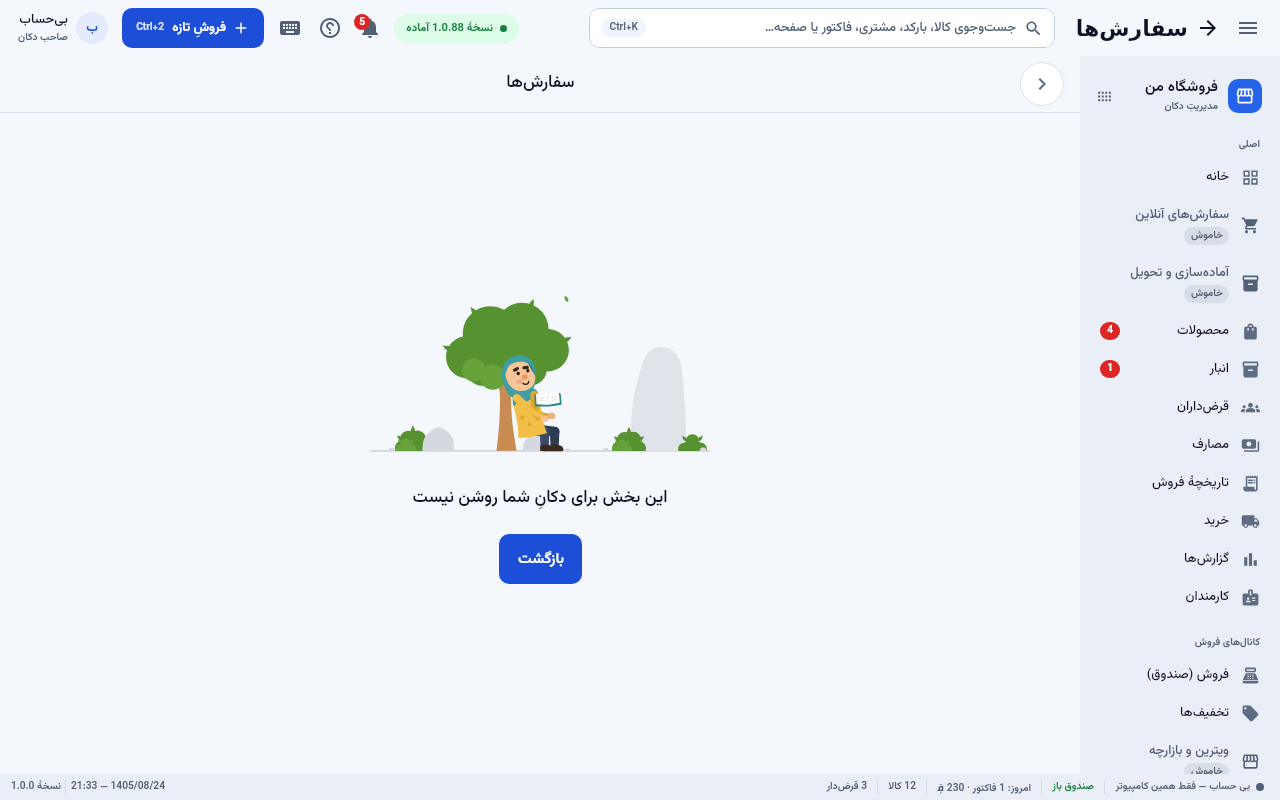 سفارش‌ها
جست‌وجوی کالا، بارکد، مشتری، فاکتور یا صفحه...
Ctrl+K
نسخهٔ 1.0.88 آماده
5
فروشِ تازه
Ctrl+2
ب
بی‌حساب
صاحب دکان
فروشگاه من
مدیریتِ دکان
اصلی
خانه
سفارش‌های آنلاین
خاموش
آماده‌سازی و تحویل
خاموش
محصولات
4
انبار
1
قرض‌داران
مصارف
تاریخچهٔ فروش
خرید
گزارش‌ها
کارمندان
کانال‌های فروش
فروش (صندوق)
تخفیف‌ها
ویترین و بازارچه
خاموش
سفارش‌ها
این بخش برای دکانِ شما روشن نیست
بازگشت
بی حساب — فقط همین کامپیوتر
صندوق باز
امروز: 1 فاکتور · 230 ؋
12 کالا
3 قرض‌دار
1405/08/24 — 21:33
نسخهٔ 1.0.0